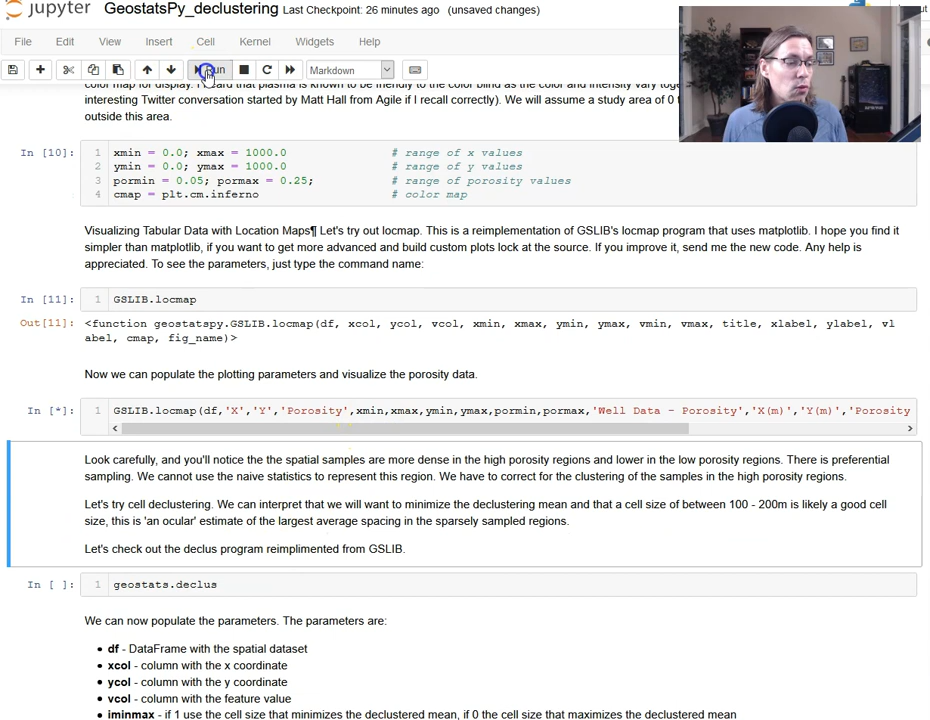 jupyter GeostatsPy_declustering Last Checkpoint: 26 minutes ago (unsaved changes)
File Edit View Insert Cell Kernel Widgets Help
Markdown
interesting Twitter conversation started by Matt Hall from Agile if I recall correctly). We will assume a study area of 0
outside this area.
In [10]:
1 xmin = 0.0; xmax = 1000.0 # range of x values
2 ymin = 0.0; ymax = 1000.0 # range of y values
3 pormin = 0.05; pormax = 0.25; # range of porosity values
4 cmap = plt.cm.inferno # color map
Visualizing Tabular Data with Location Maps¶ Let's try out locmap. This is a reimplementation of GSLIB's locmap program that uses matplotlib. I hope you find it
simpler than matplotlib, if you want to get more advanced and build custom plots lock at the source. If you improve it, send me the new code. Any help is
appreciated. To see the parameters, just type the command name:
In [11]: 1 GSLIB.locmap
Out[11]: <function geostatspy.GSLIB.locmap(df, xcol, ycol, vcol, xmin, xmax, ymin, ymax, vmin, vmax, title, xlabel, ylabel, vl
abel, cmap, fig_name)>
Now we can populate the plotting parameters and visualize the porosity data.
In [*]: 1 GSLIB.locmap(df,'X','Y','Porosity',xmin,xmax,ymin,ymax,pormin,pormax,'Well Data - Porosity','X(m)','Y(m)','Porosity
Look carefully, and you'll notice the the spatial samples are more dense in the high porosity regions and lower in the low porosity regions. There is preferential
sampling. We cannot use the naive statistics to represent this region. We have to correct for the clustering of the samples in the high porosity regions.
Let's try cell declustering. We can interpret that we will want to minimize the declustering mean and that a cell size of between 100 - 200m is likely a good cell
size, this is 'an ocular' estimate of the largest average spacing in the sparsely sampled regions.
Let's check out the declus program reimplimented from GSLIB.
In [ ]: 1 geostats.declus
We can now populate the parameters. The parameters are:
• df - DataFrame with the spatial dataset
• xcol - column with the x coordinate
• ycol - column with the y coordinate
• vcol - column with the feature value
• iminmax - if 1 use the cell size that minimizes the declustered mean, if 0 the cell size that maximizes the declustered mean